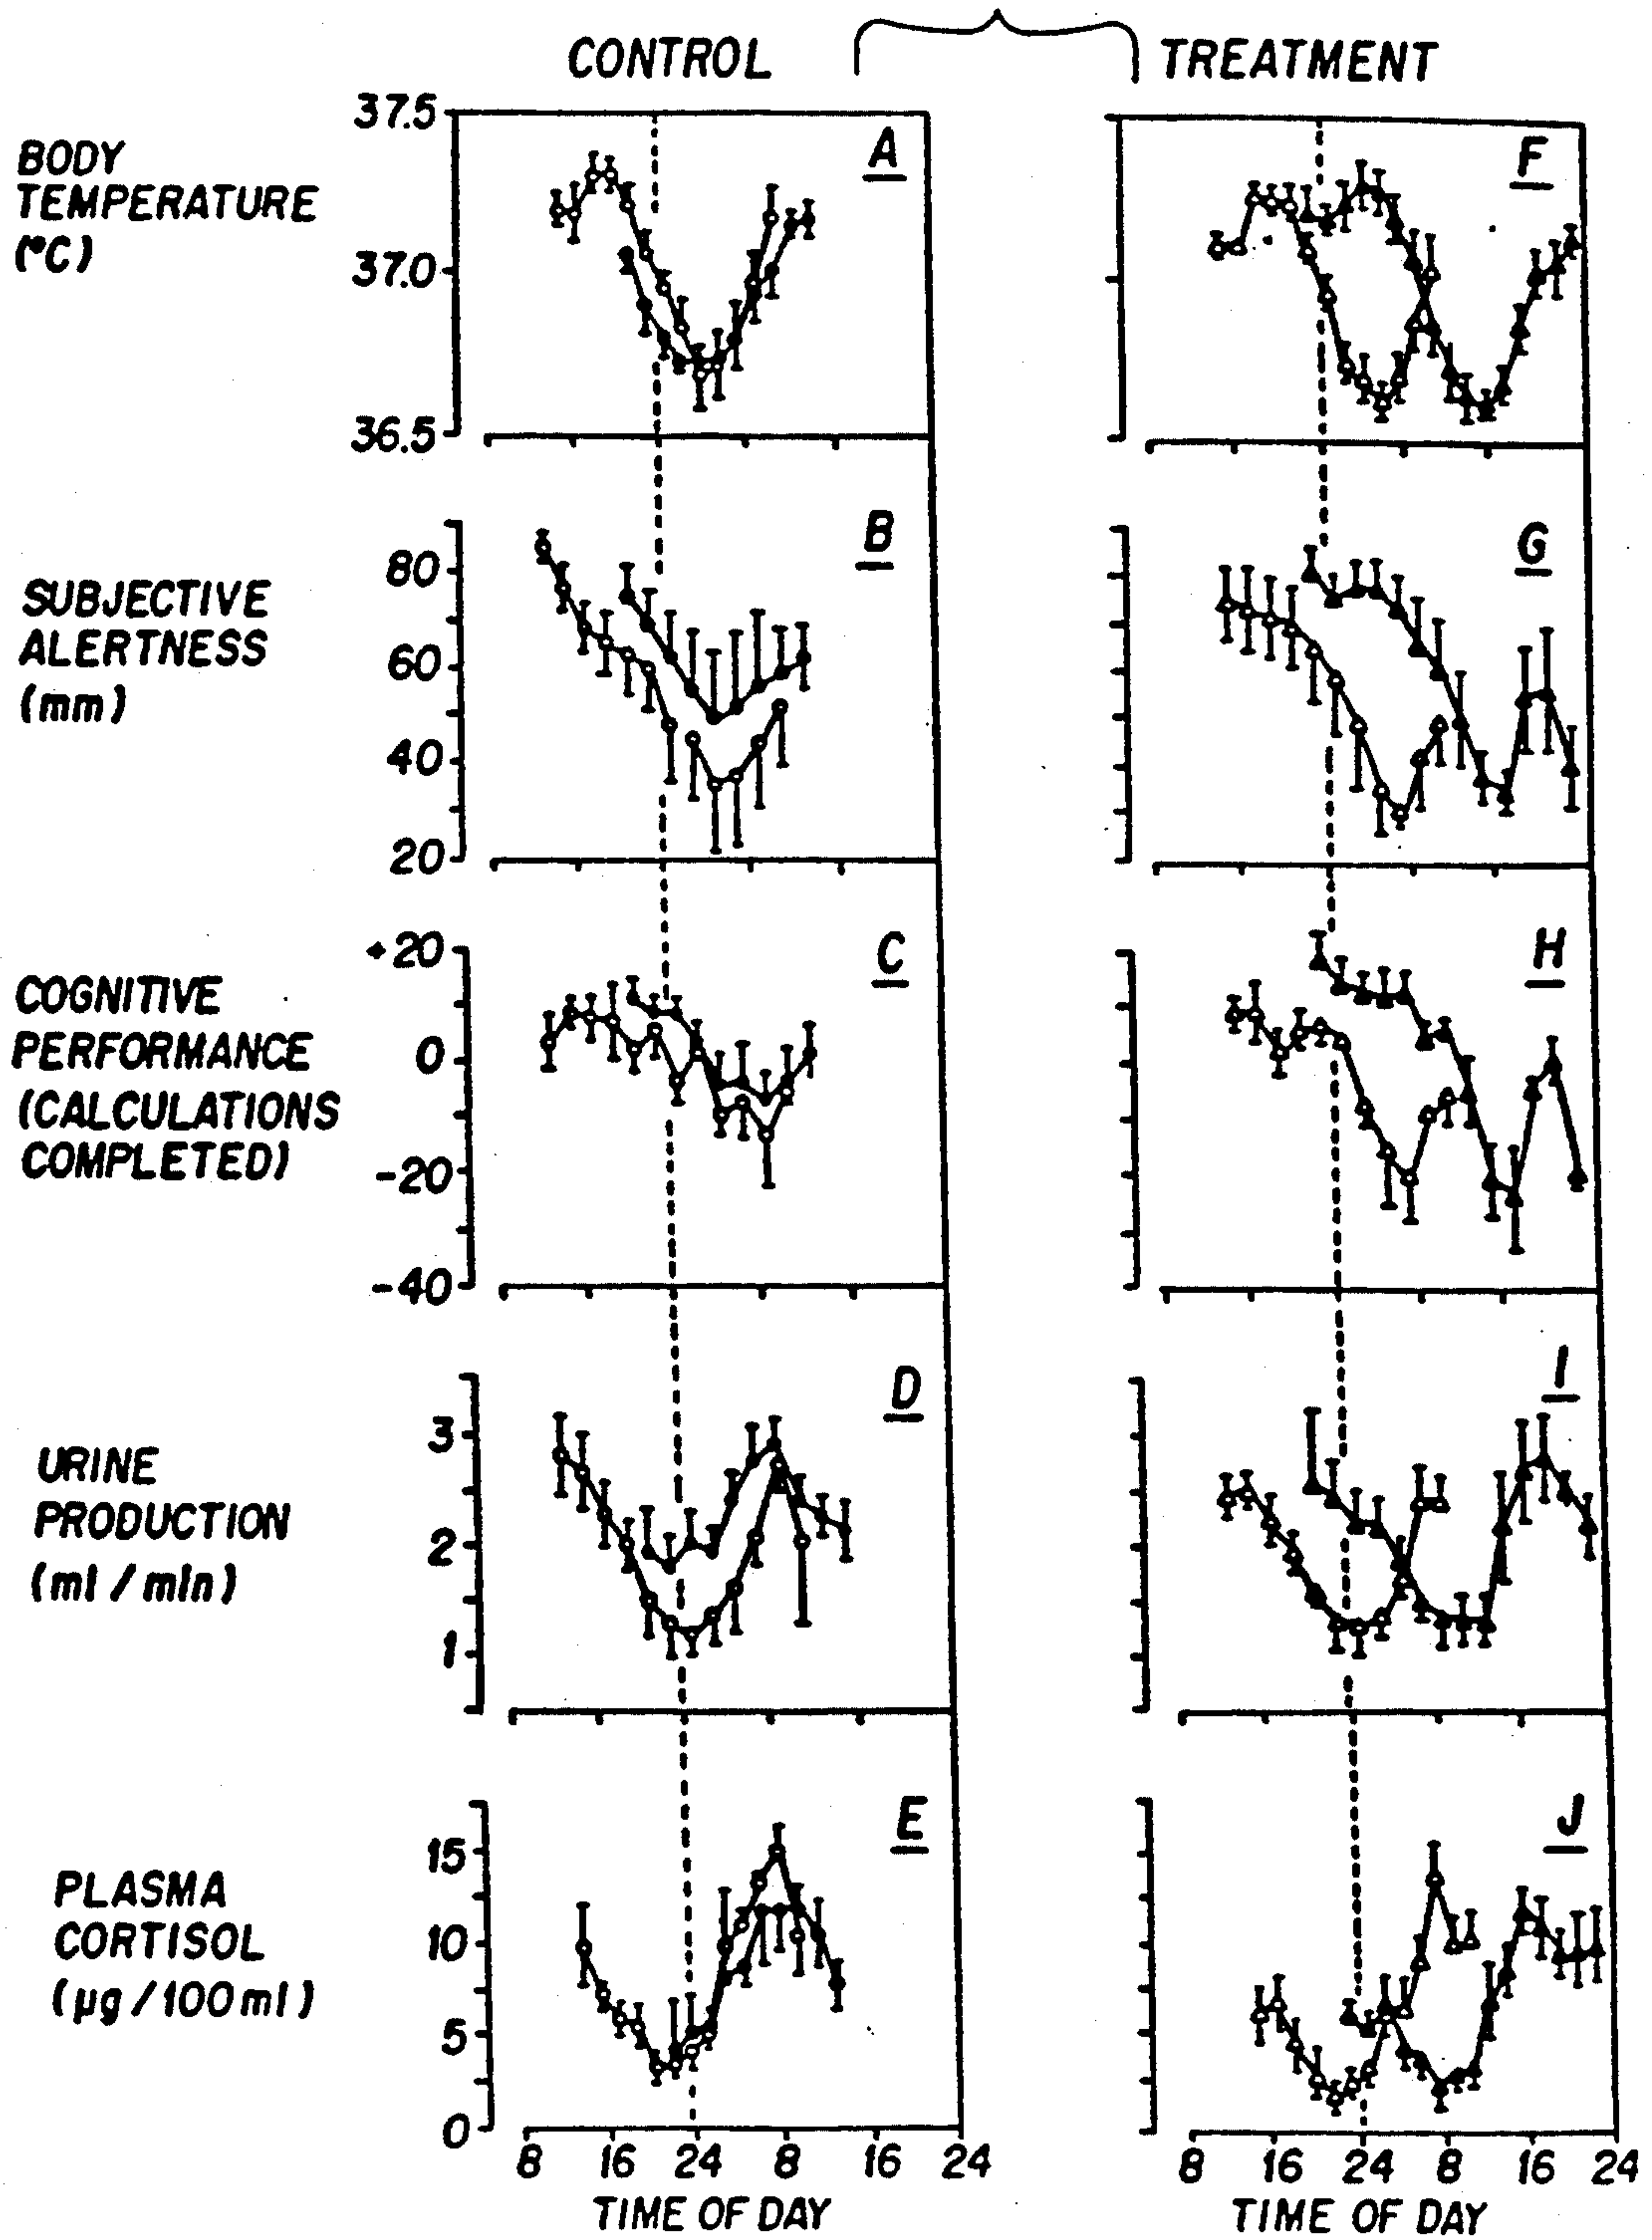 CONTROL TREATMENT
37.5
A F
BODY
TEMPERATURE
(°C)
37.0
36.5
B G
80
SUBJECTIVE
ALERTNESS
(mm)
60
40
20
C H
+20
COGNITIVE
PERFORMANCE
(CALCULATIONS
COMPLETED)
0
-20
-40
D I
3
URINE
PRODUCTION
(ml/min)
2
1
E J
15
PLASMA
CORTISOL
(µg/100ml)
10
5
0
8 16 24 8 16 24 8 16 24 8 16 24
TIME OF DAY TIME OF DAY